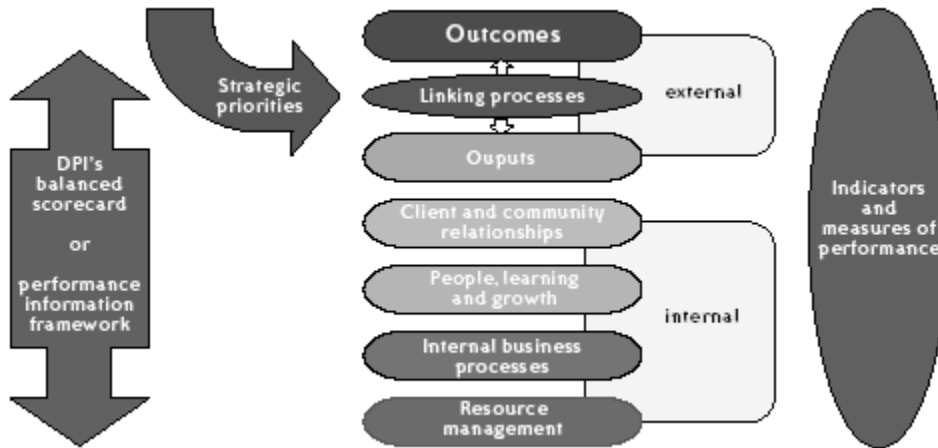 DPI's
balanced
scorecard
or
performance
information
framework
Strategic
priorities
Outcomes
Linking processes
Ouputs
external
Client and community
relationships
People, learning
and growth
Internal business
processes
Resource
management
internal
Indicators
and
measures of
performance